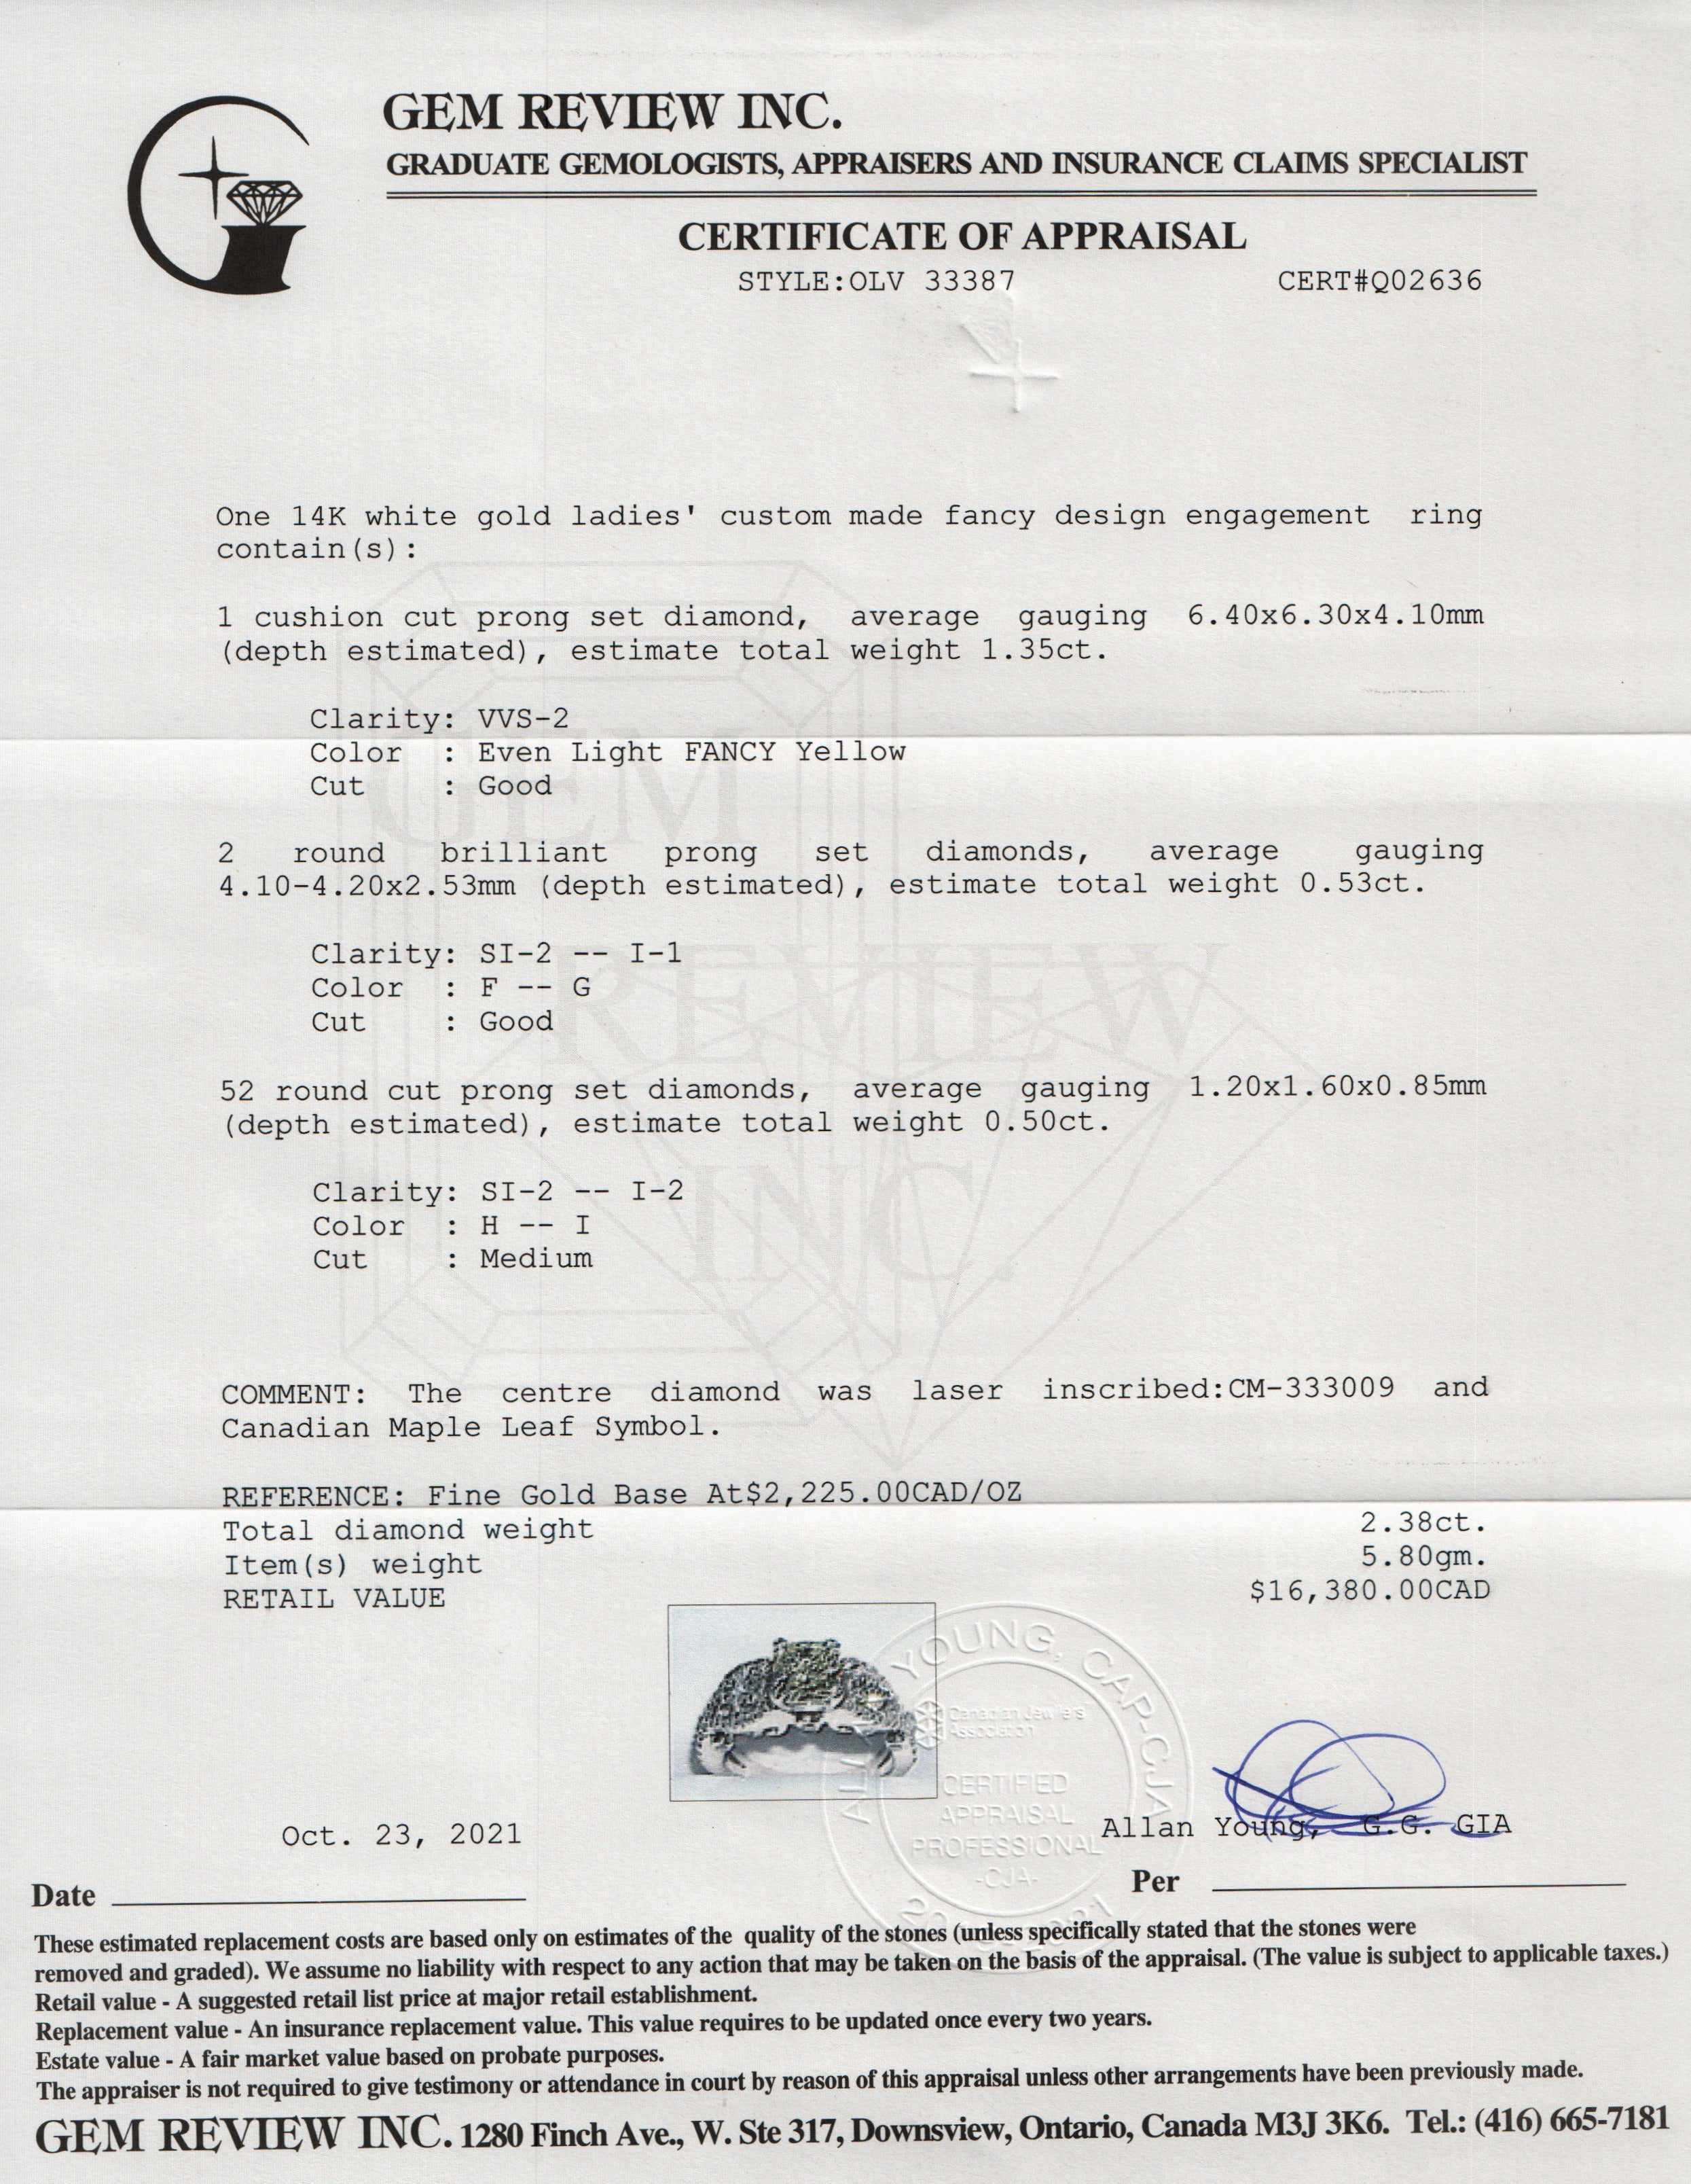 GEM REVIEW INC.
GRADUATE GEMOLOGISTS, APPRAISERS AND INSURANCE CLAIMS SPECIALIST
CERTIFICATE OF APPRAISAL
STYLE:OLV 33387 CERT#Q02636
One 14K white gold ladies' custom made fancy design engagement ring
contain(s):
1 cushion cut prong set diamond, average gauging 6.40x6.30x4.10mm
(depth estimated), estimate total weight 1.35ct.
Clarity: VVS-2
Color : Even Light FANCY Yellow
Cut : Good
2 round brilliant prong set diamonds, average gauging
4.10-4.20x2.53mm (depth estimated), estimate total weight 0.53ct.
Clarity: SI-2 -- I-1
Color : F -- G
Cut : Good
52 round cut prong set diamonds, average gauging 1.20x1.60x0.85mm
(depth estimated), estimate total weight 0.50ct.
Clarity: SI-2 -- I-2
Color : H -- I
Cut : Medium
GEM
REVIEW
INC.
COMMENT: The centre diamond was laser inscribed:CM-333009 and
Canadian Maple Leaf Symbol.
REFERENCE: Fine Gold Base At$2,225.00CAD/OZ
Total diamond weight 2.38ct.
Item(s) weight 5.80gm.
RETAIL VALUE $16,380.00CAD
YOUNG, CAP-CJA
Canadian Jewellers
Association
CERTIFIED
APPRAISAL
PROFESSIONAL
-CJA-
Oct. 23, 2021 Allan Young, G.G. GIA
Date Per
These estimated replacement costs are based only on estimates of the quality of the stones (unless specifically stated that the stones were
removed and graded). We assume no liability with respect to any action that may be taken on the basis of the appraisal. (The value is subject to applicable taxes.)
Retail value - A suggested retail list price at major retail establishment.
Replacement value - An insurance replacement value. This value requires to be updated once every two years.
Estate value - A fair market value based on probate purposes.
The appraiser is not required to give testimony or attendance in court by reason of this appraisal unless other arrangements have been previously made.
GEM REVIEW INC. 1280 Finch Ave., W. Ste 317, Downsview, Ontario, Canada M3J 3K6. Tel.: (416) 665-7181